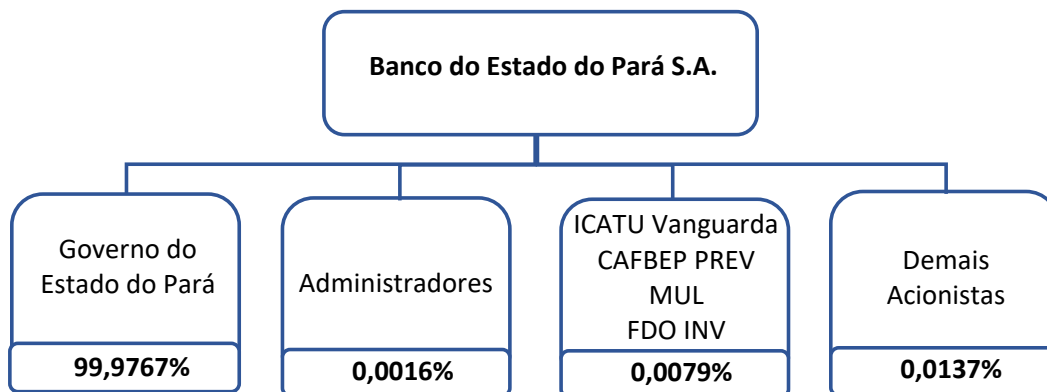 Banco do Estado do Pará S.A.
Governo do
Estado do Pará
99,9767%
Administradores
0,0016%
ICATU Vanguarda
CAFBEP PREV
MUL
FDO INV
0,0079%
Demais
Acionistas
0,0137%